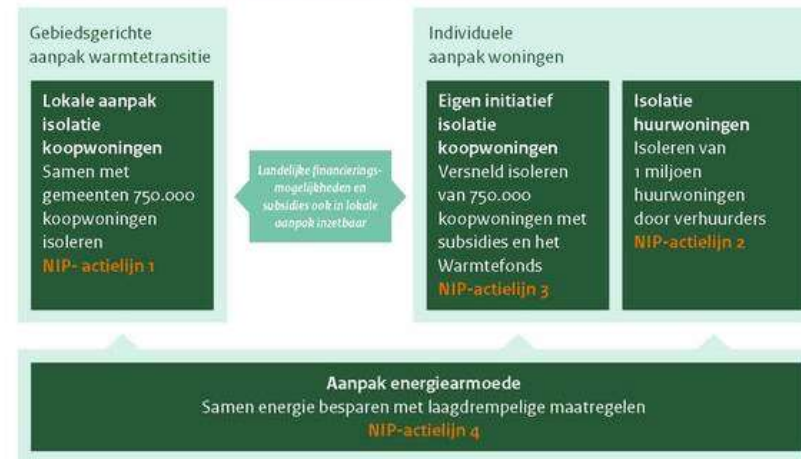 Gebiedsgerichte
aanpak warmtetransitie
Lokale aanpak
isolatie
koopwoningen
Samen met
gemeenten 750.000
koopwoningen
isoleren
NIP- actielijn 1
Landelijke financierings-
mogelijkheden en
subsidies ook in lokale
aanpak inzetbaar
Individuele
aanpak woningen
Eigen initiatief
isolatie
koopwoningen
Versneld isoleren
van 750.000
koopwoningen met
subsidies en het
Warmtefonds
NIP-actielijn 3
Isolatie
huurwoningen
Isoleren van
1 miljoen
huurwoningen
door verhuurders
NIP-actielijn 2
Aanpak energiearmoede
Samen energie besparen met laagdrempelige maatregelen
NIP-actielijn 4